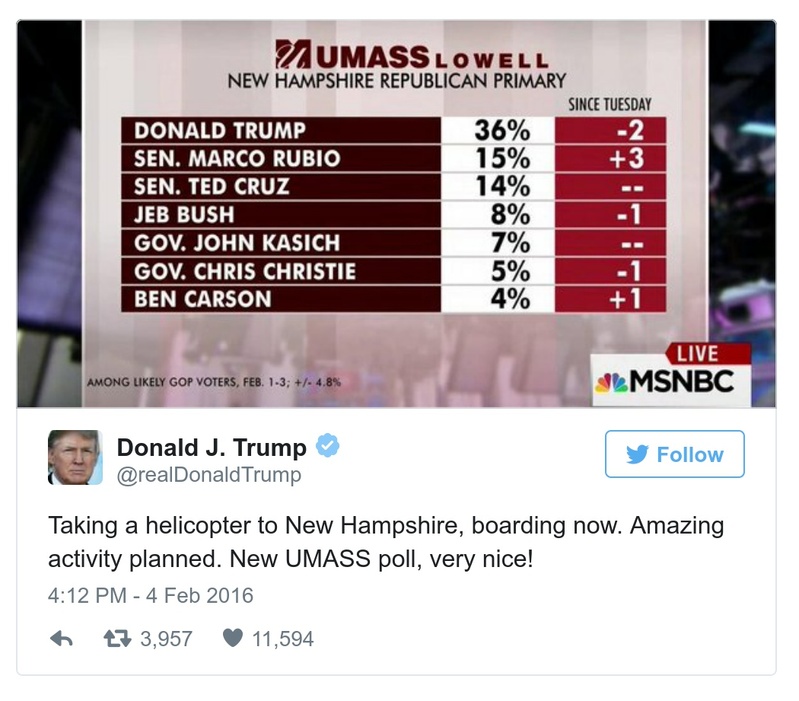 UMASS LOWELL
NEW HAMPSHIRE REPUBLICAN PRIMARY
SINCE TUESDAY
DONALD TRUMP 36% -2
SEN. MARCO RUBIO 15% +3
SEN. TED CRUZ 14% --
JEB BUSH 8% -1
GOV. JOHN KASICH 7% --
GOV. CHRIS CHRISTIE 5% -1
BEN CARSON 4% +1
LIVE
AMONG LIKELY GOP VOTERS, FEB. 1-3; +/- 4.8%
MSNBC
Donald J. Trump
@realDonaldTrump
Follow
Taking a helicopter to New Hampshire, boarding now. Amazing
activity planned. New UMASS poll, very nice!
4:12 PM - 4 Feb 2016
3,957 11,594